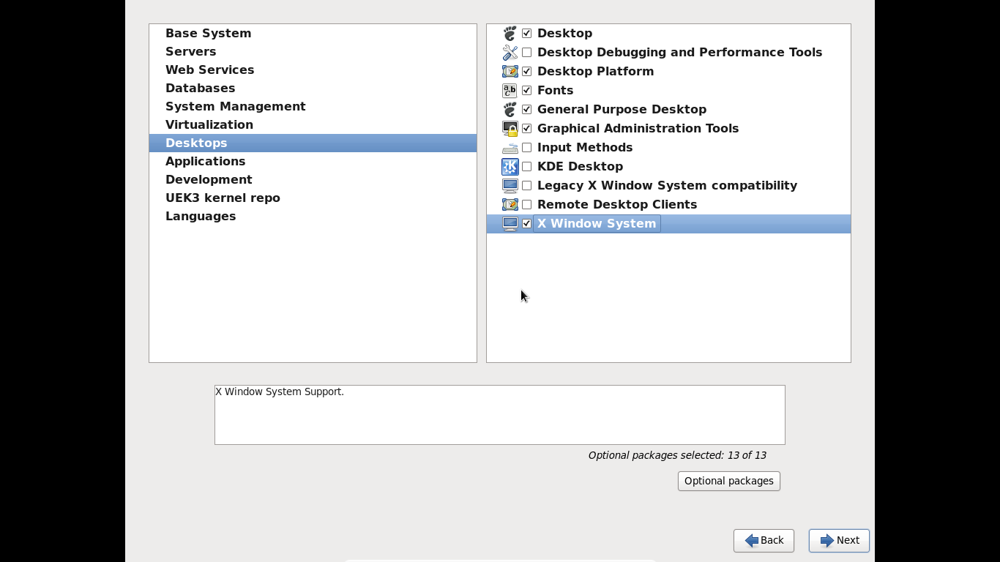 Base System
Servers
Web Services
Databases
System Management
Virtualization
Desktops
Applications
Development
UEK3 kernel repo
Languages
Desktop
Desktop Debugging and Performance Tools
Desktop Platform
Fonts
General Purpose Desktop
Graphical Administration Tools
Input Methods
KDE Desktop
Legacy X Window System compatibility
Remote Desktop Clients
X Window System
X Window System Support.
Optional packages selected: 13 of 13
Optional packages
Back
Next